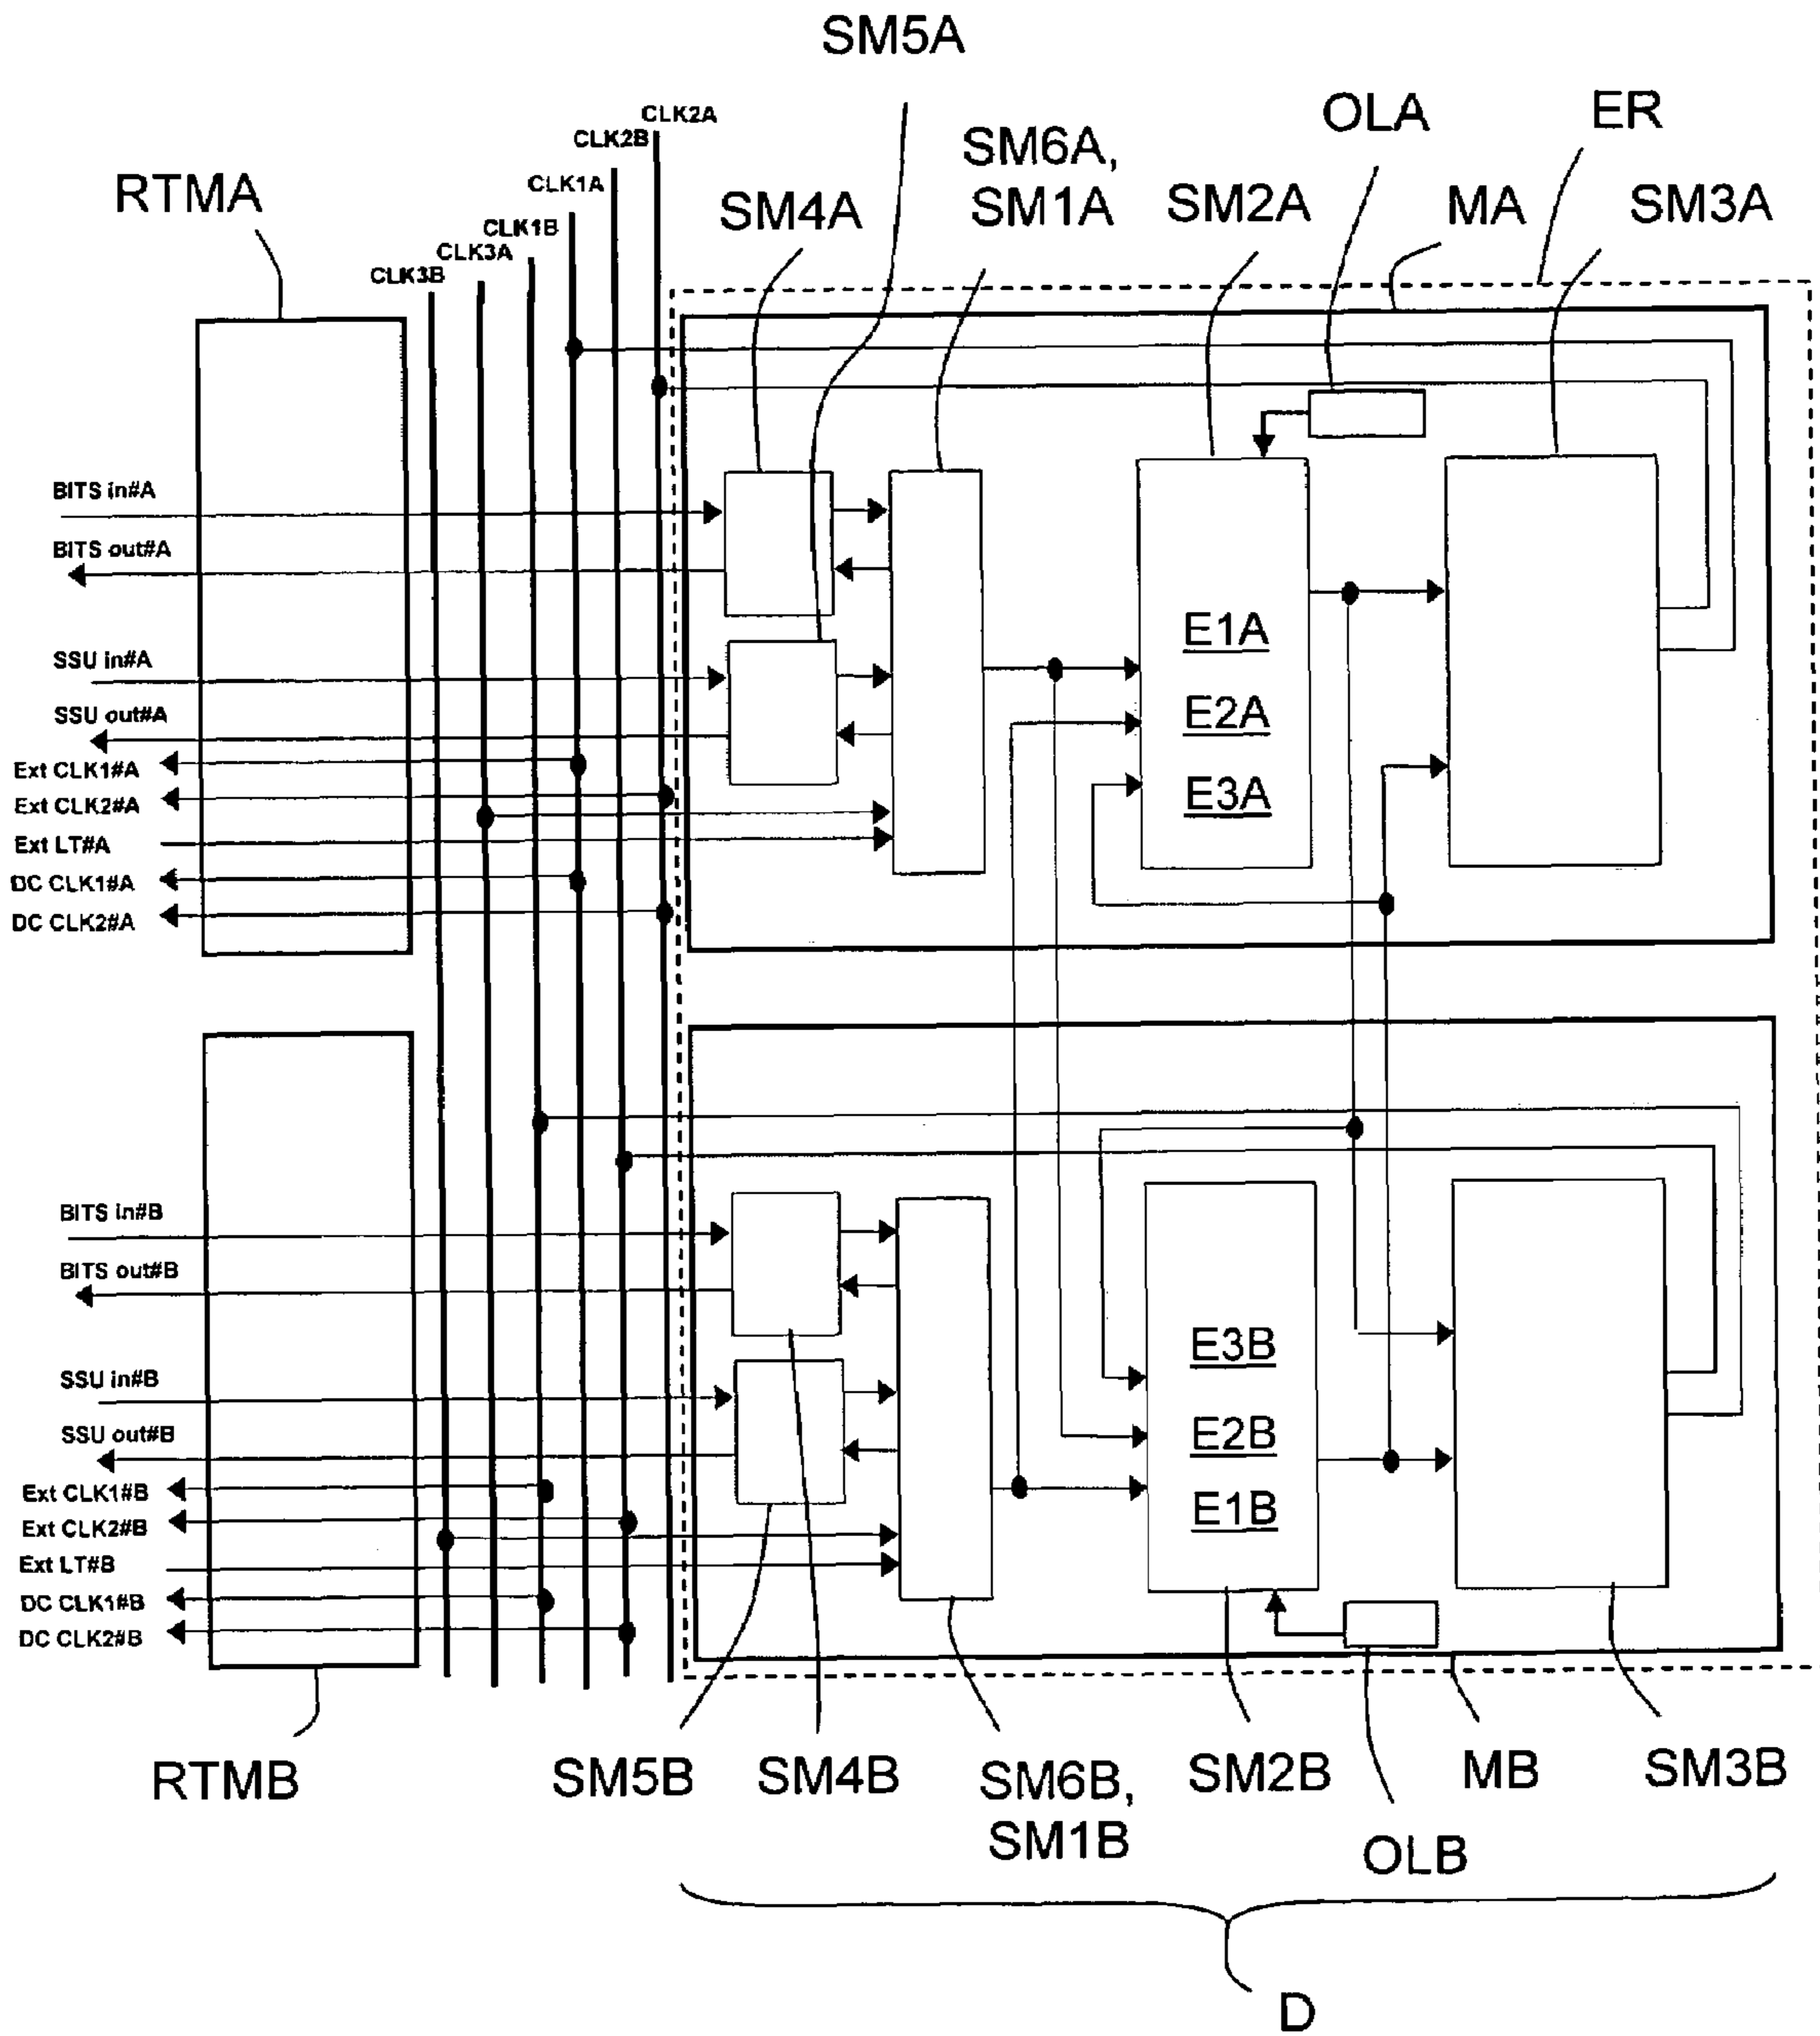 SM5A
CLK2A
OLA
ER
CLK2B
SM6A,
SM1A
RTMA
CLK1A
SM4A
SM2A
MA
SM3A
CLK1B
CLK3A
CLK3B
BITS in#A
BITS out#A
E1A
SSU in#A
SSU out#A
E2A
Ext CLK1#A
Ext CLK2#A
E3A
Ext LT#A
DC CLK1#A
DC CLK2#A
BITS in#B
BITS out#B
E3B
SSU in#B
SSU out#B
E2B
Ext CLK1#B
E1B
Ext CLK2#B
Ext LT#B
DC CLK1#B
DC CLK2#B
RTMB
SM5B
SM4B
SM6B,
SM1B
SM2B
MB
SM3B
OLB
D